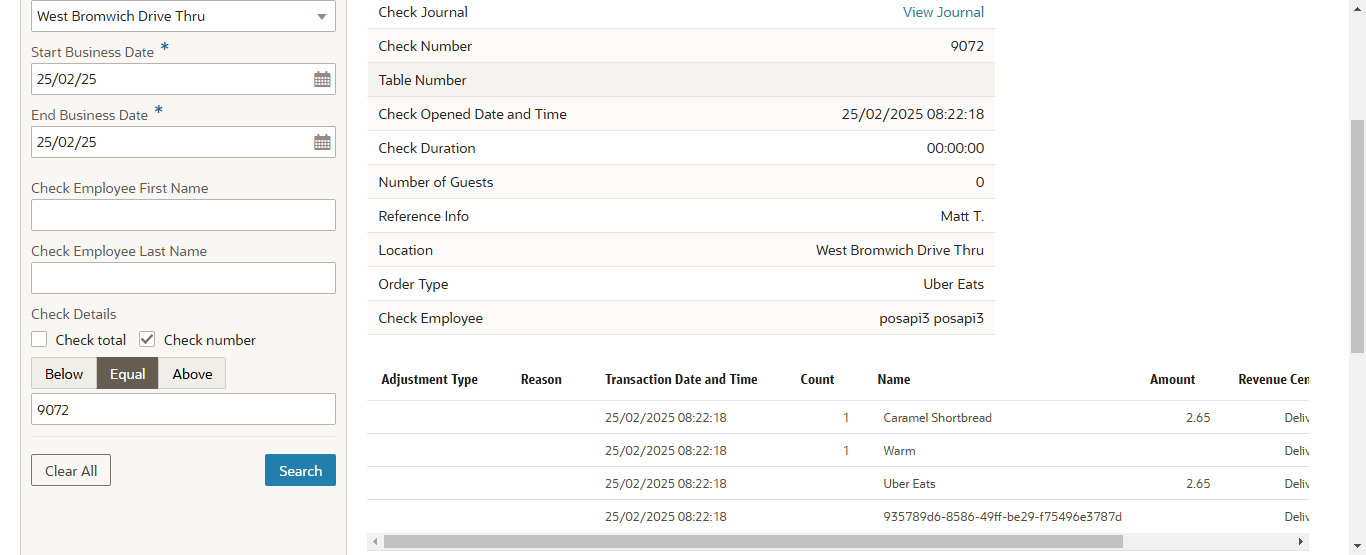 West Bromwich Drive Thru
Start Business Date *
25/02/25
End Business Date *
25/02/25
Check Employee First Name
Check Employee Last Name
Check Details
Check total Check number
Below Equal Above
9072
Clear All Search
Check Journal View Journal
Check Number 9072
Table Number
Check Opened Date and Time 25/02/2025 08:22:18
Check Duration 00:00:00
Number of Guests 0
Reference Info Matt T.
Location West Bromwich Drive Thru
Order Type Uber Eats
Check Employee posapi3 posapi3
Adjustment Type Reason Transaction Date and Time Count Name Amount Revenue Cen
25/02/2025 08:22:18 1 Caramel Shortbread 2.65 Deliv
25/02/2025 08:22:18 1 Warm Deliv
25/02/2025 08:22:18 Uber Eats 2.65 Deliv
25/02/2025 08:22:18 935789d6-8586-49ff-be29-f75496e3787d Deliv